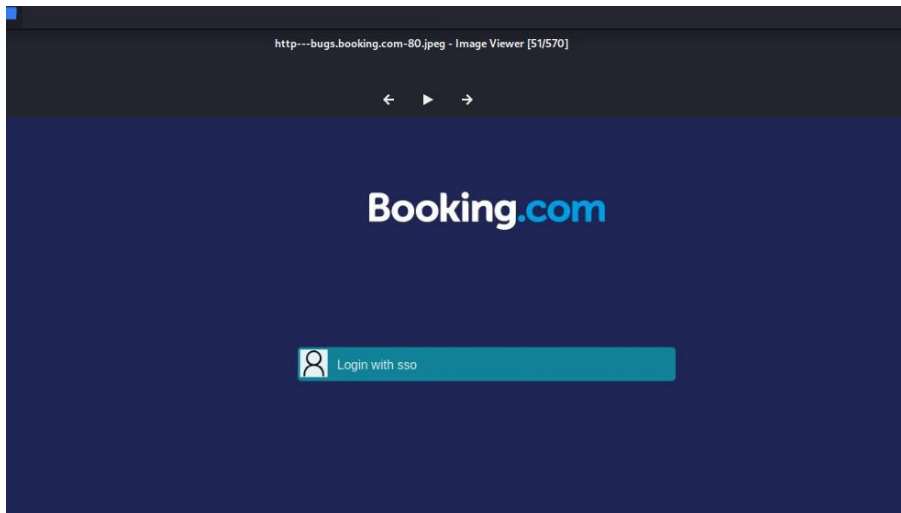 http---bugs.booking.com-80.jpeg - Image Viewer [51/570]
Booking.com
Login with sso